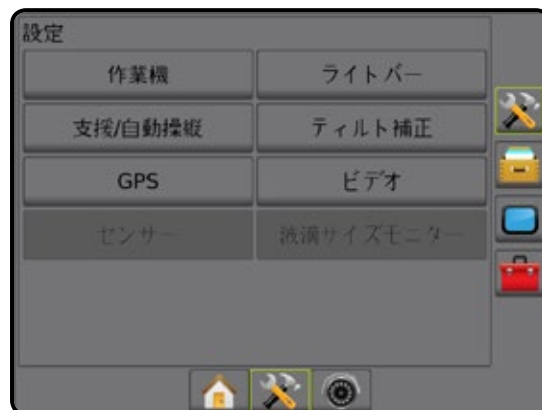 設定
作業機
ライトバー
支援/自動操縦
ティルト補正
GPS
ビデオ
センサー
液滴サイズモニター